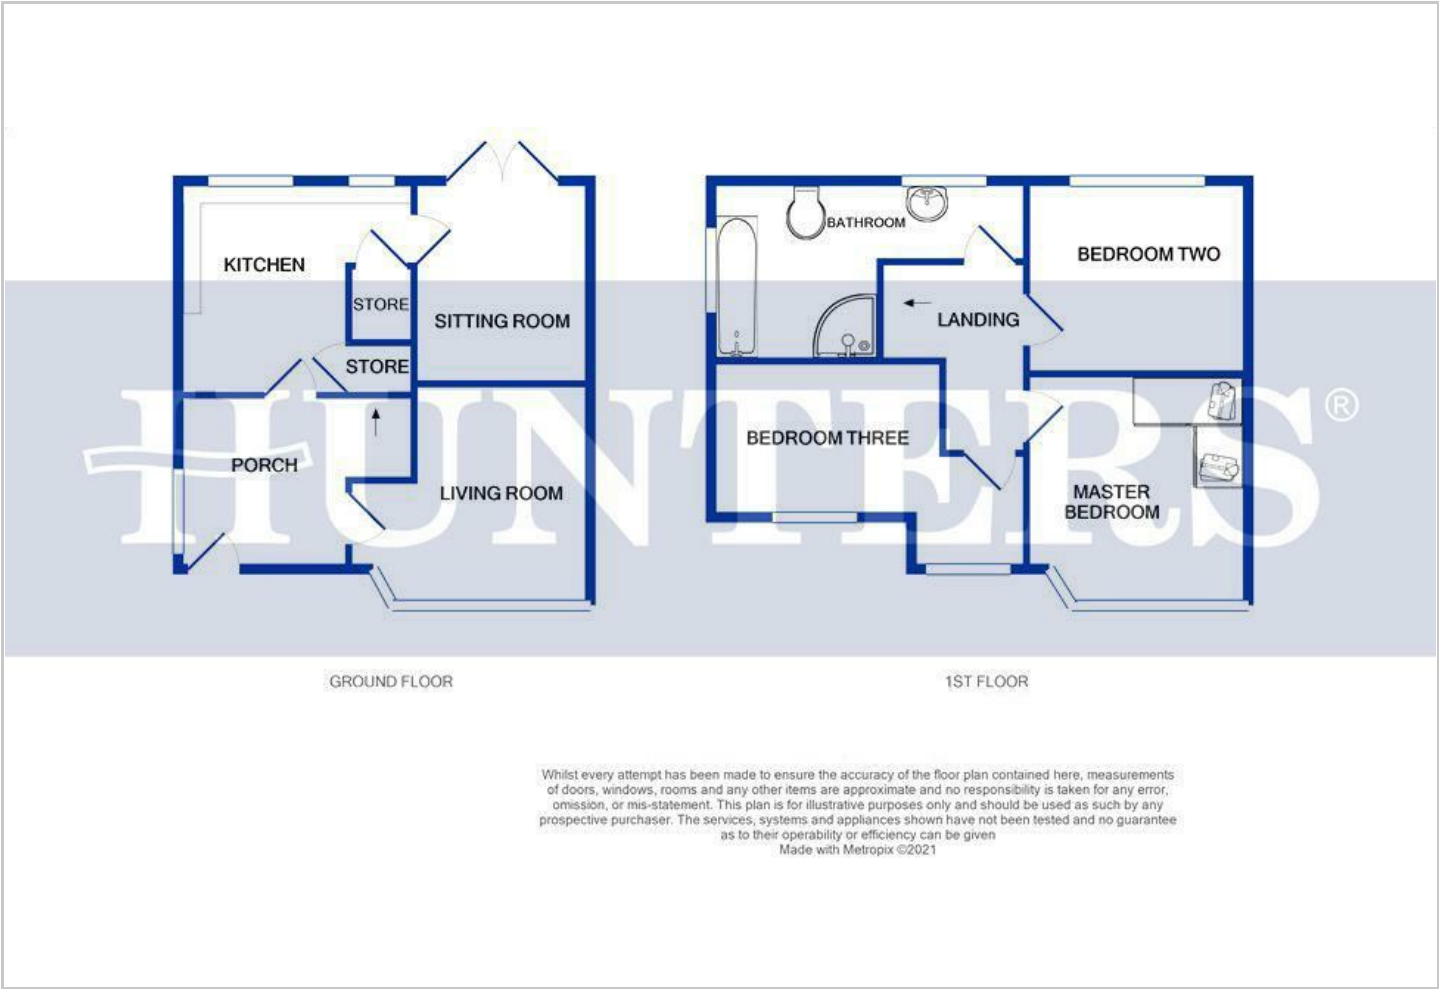 KITCHEN
STORE
SITTING ROOM
STORE
PORCH
LIVING ROOM
BATHROOM
BEDROOM TWO
LANDING
BEDROOM THREE
MASTER
BEDROOM
HUNTERS®
GROUND FLOOR
1ST FLOOR
Whilst every attempt has been made to ensure the accuracy of the floor plan contained here, measurements
of doors, windows, rooms and any other items are approximate and no responsibility is taken for any error,
omission, or mis-statement. This plan is for illustrative purposes only and should be used as such by any
prospective purchaser. The services, systems and appliances shown have not been tested and no guarantee
as to their operability or efficiency can be given
Made with Metropix ©2021